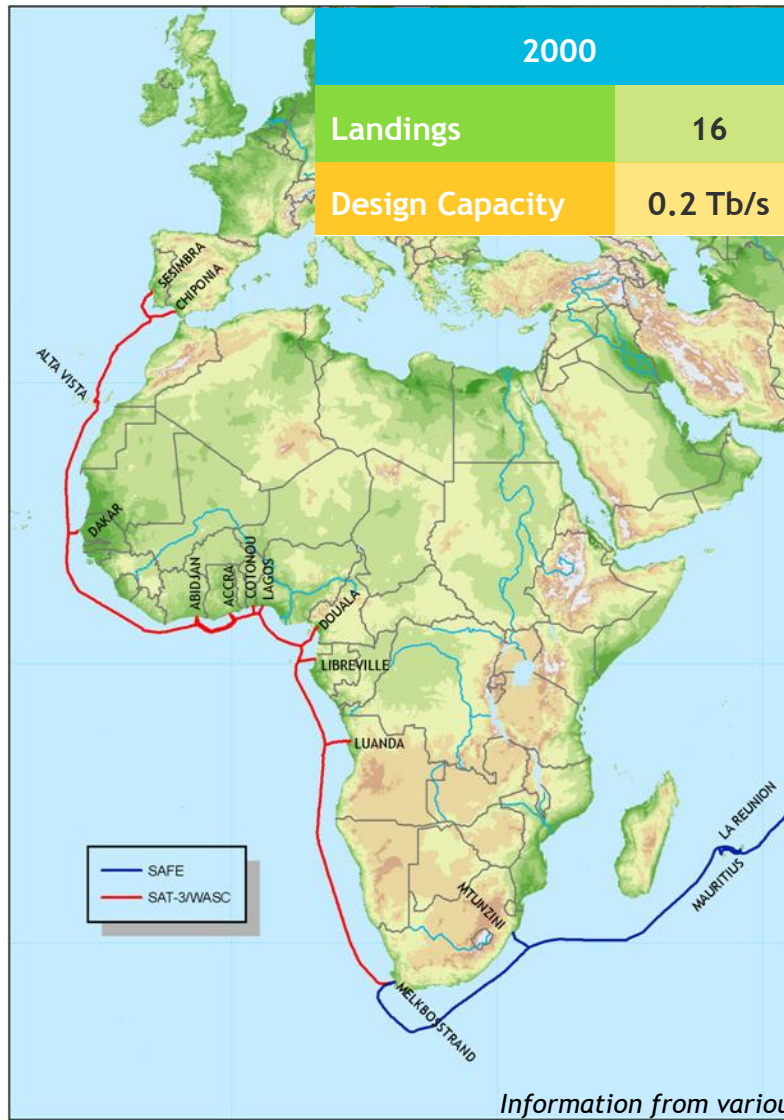 2000
Landings 16
Design Capacity 0.2 Tb/s
SESIMBRA
CHIPONIA
ALTA VISTA
DAKAR
ABIDJAN
ACCRA
COTONOU
LAGOS
DOUALA
LIBREVILLE
LUANDA
LA REUNION
MAURITIUS
MTUNZINI
MELKBOSSTRAND
SAFE
SAT-3/WASC
Information from variou